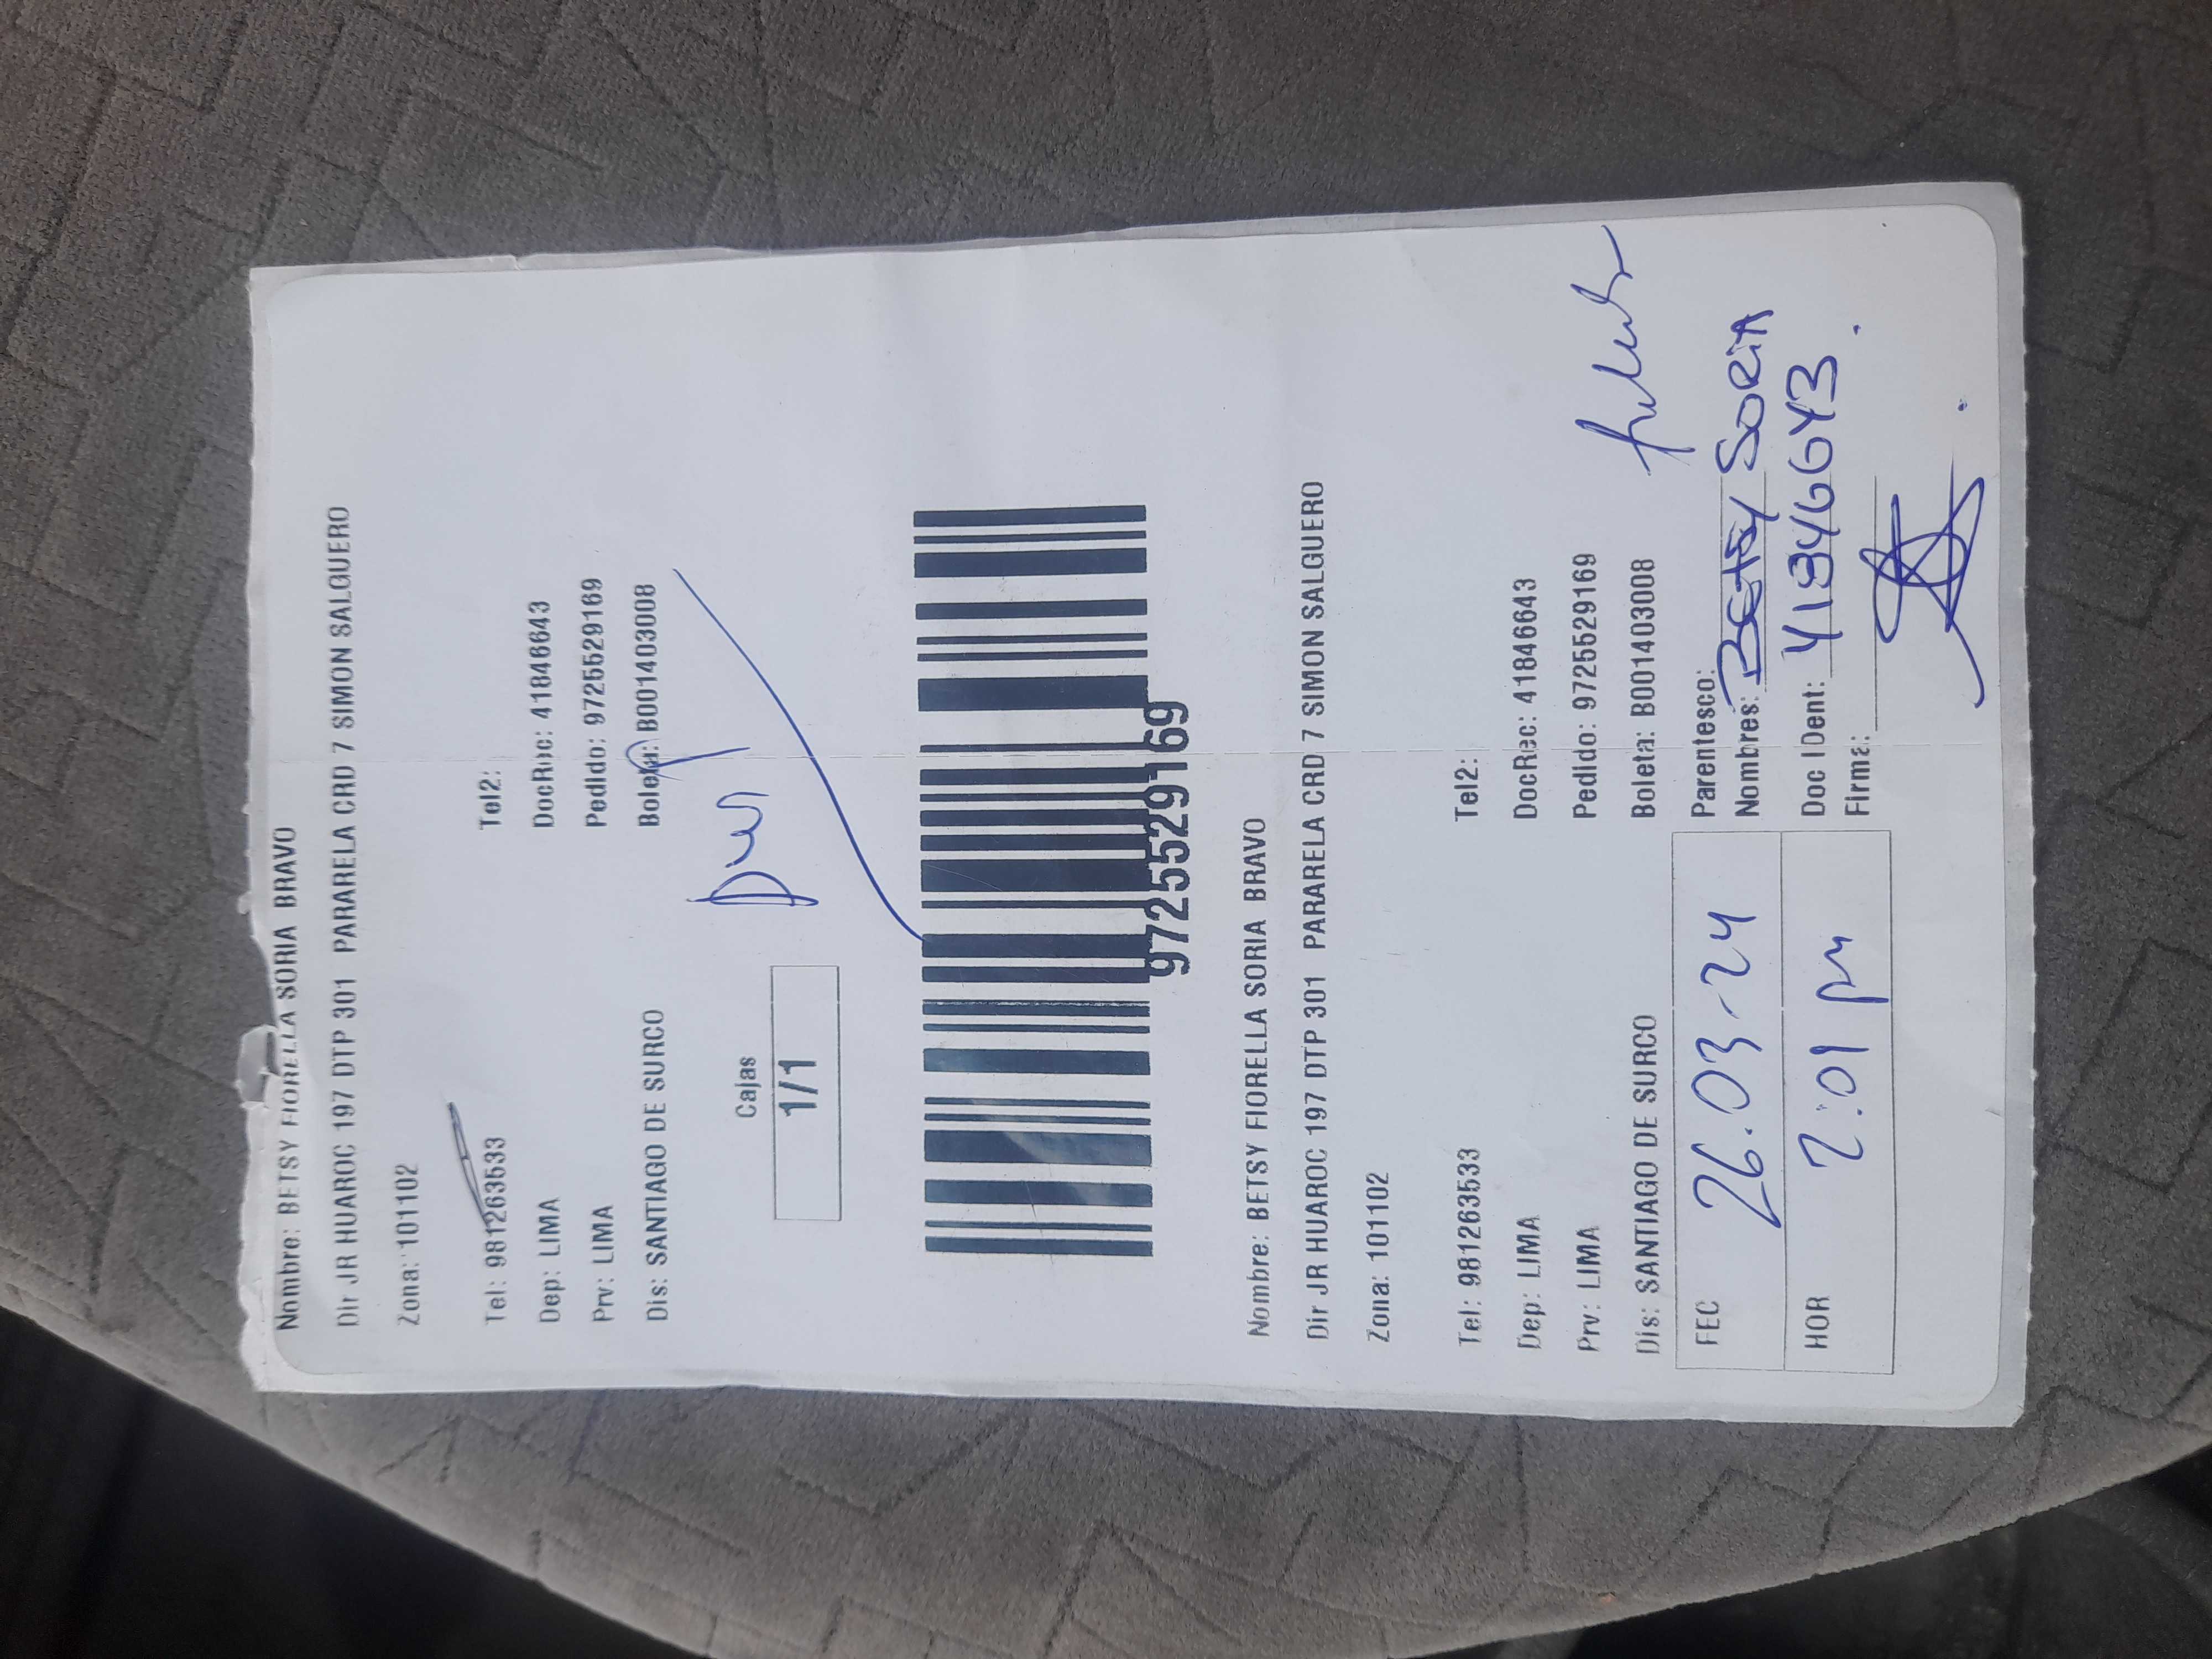 Nombre: BETSY FIORELLA SORIA BRAVO
Dir JR HUAROC 197 DTP 301 PARARELA CRD 7 SIMON SALGUERO
Zona: 101102
Tel: 981263533 Tel2:
Dep: LIMA DocRec: 41846643
Prv: LIMA Pedido: 97255529169
Dis: SANTIAGO DE SURCO Boleta: B001403008
Cajas
1/1
97255529169
Nombre: BETSY FIORELLA SORIA BRAVO
Dir JR HUAROC 197 DTP 301 PARARELA CRD 7 SIMON SALGUERO
Zona: 101102
Tel: 981263533 Tel2:
Dep: LIMA DocRec: 41846643
Prv: LIMA Pedido: 97255529169
Dis: SANTIAGO DE SURCO Boleta: B001403008
FEC 26.03-24 Parentesco:
Nombres: Betsy SORIA
HOR 2:01 pm Doc IDent: 41846643
Firma: